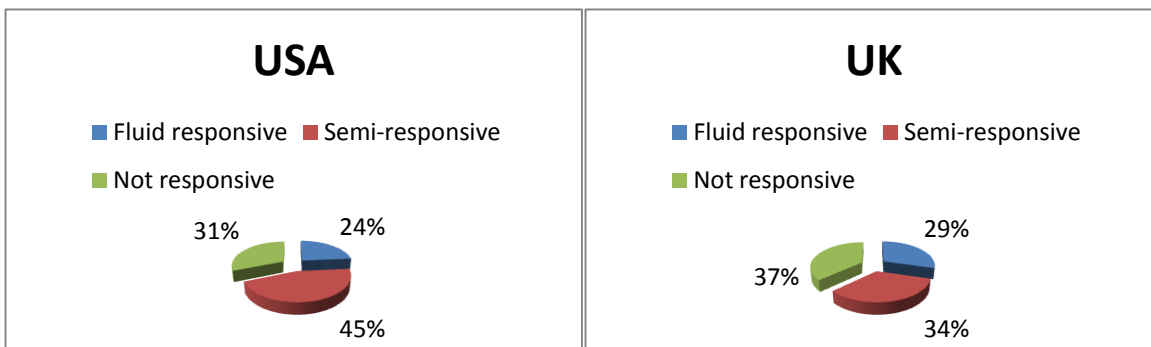 USA
Fluid responsive Semi-responsive
Not responsive
31%
24%
45%
UK
Fluid responsive Semi-responsive
Not responsive
29%
37%
34%